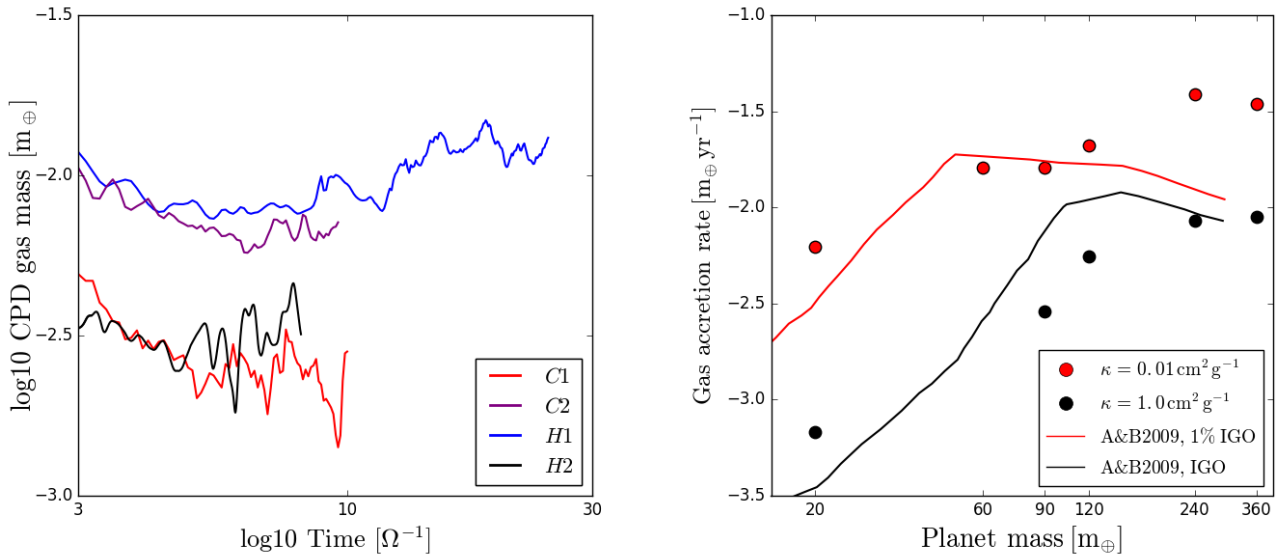 −1.5
−2.0
−2.5
−3.0
log10 CPD gas mass [m⊕]
3
10
30
log10 Time [Ω⁻¹]
C1
C2
H1
H2
−1.0
−1.5
−2.0
−2.5
−3.0
−3.5
Gas accretion rate [m⊕ yr⁻¹]
20
60
90
120
240
360
Planet mass [m⊕]
κ = 0.01 cm² g⁻¹
κ = 1.0 cm² g⁻¹
A&B2009, 1% IGO
A&B2009, IGO